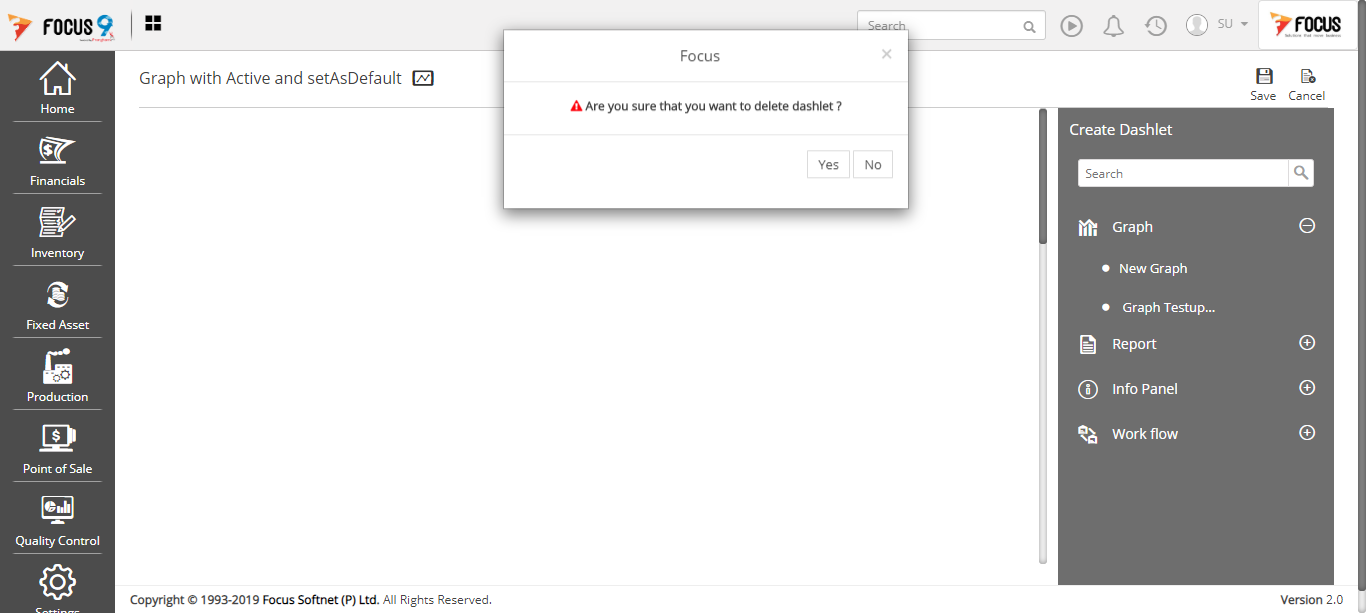 FOCUS 9
Search
SU
FOCUS
Focus
×
Are you sure that you want to delete dashlet ?
Yes
No
Home
Financials
Inventory
Fixed Asset
Production
Point of Sale
Quality Control
Settings
Graph with Active and setAsDefault
Save
Cancel
Create Dashlet
Search
Graph
New Graph
Graph Testup...
Report
Info Panel
Work flow
Copyright © 1993-2019 Focus Softnet (P) Ltd. All Rights Reserved.
Version 2.0